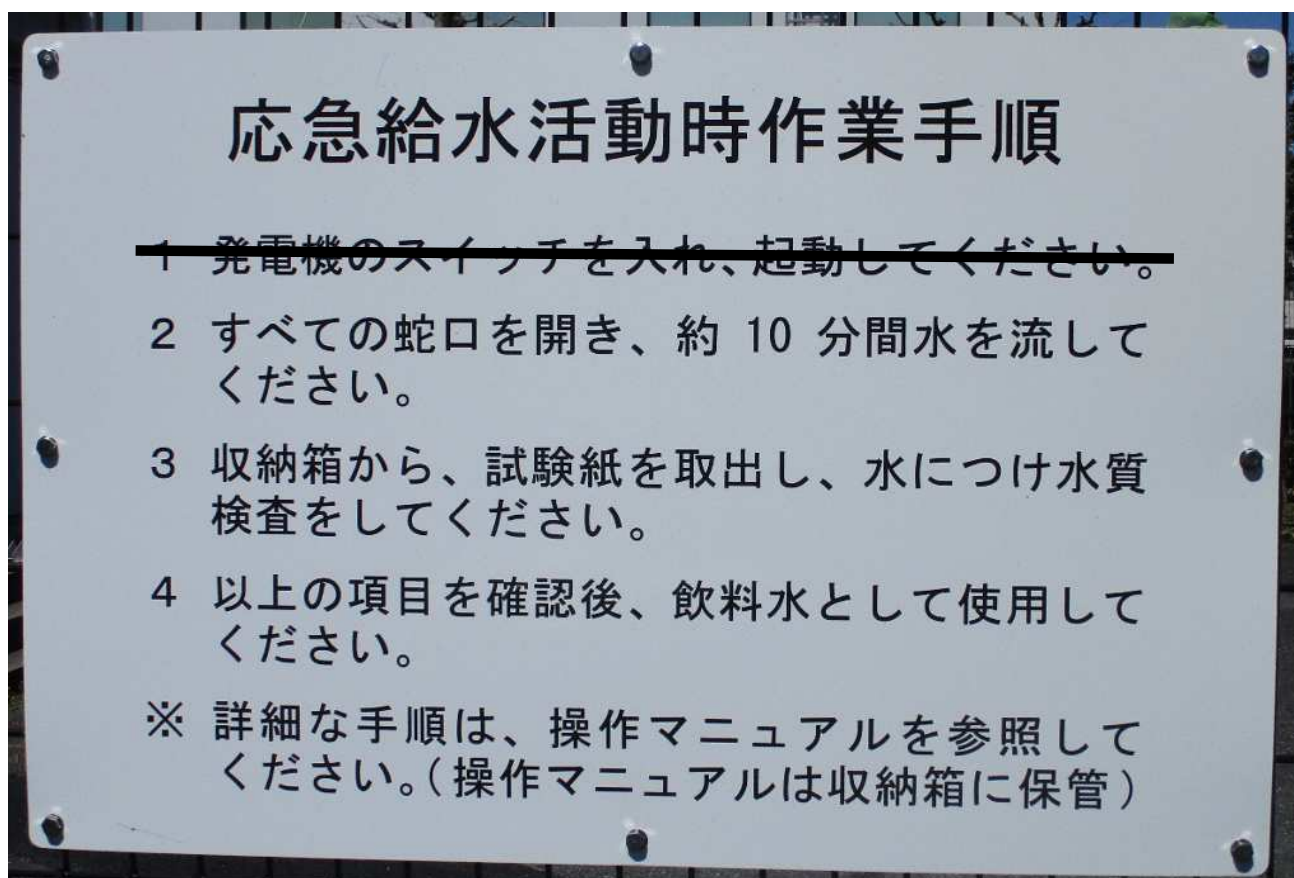 応急給水活動時作業手順
1 発電機のスイッチを入れ、起動してください。
2 すべての蛇口を開き、約 10 分間水を流して
ください。
3 収納箱から、試験紙を取出し、水につけ水質
検査をしてください。
4 以上の項目を確認後、飲料水として使用して
ください。
※ 詳細な手順は、操作マニュアルを参照して
ください。(操作マニュアルは収納箱に保管)